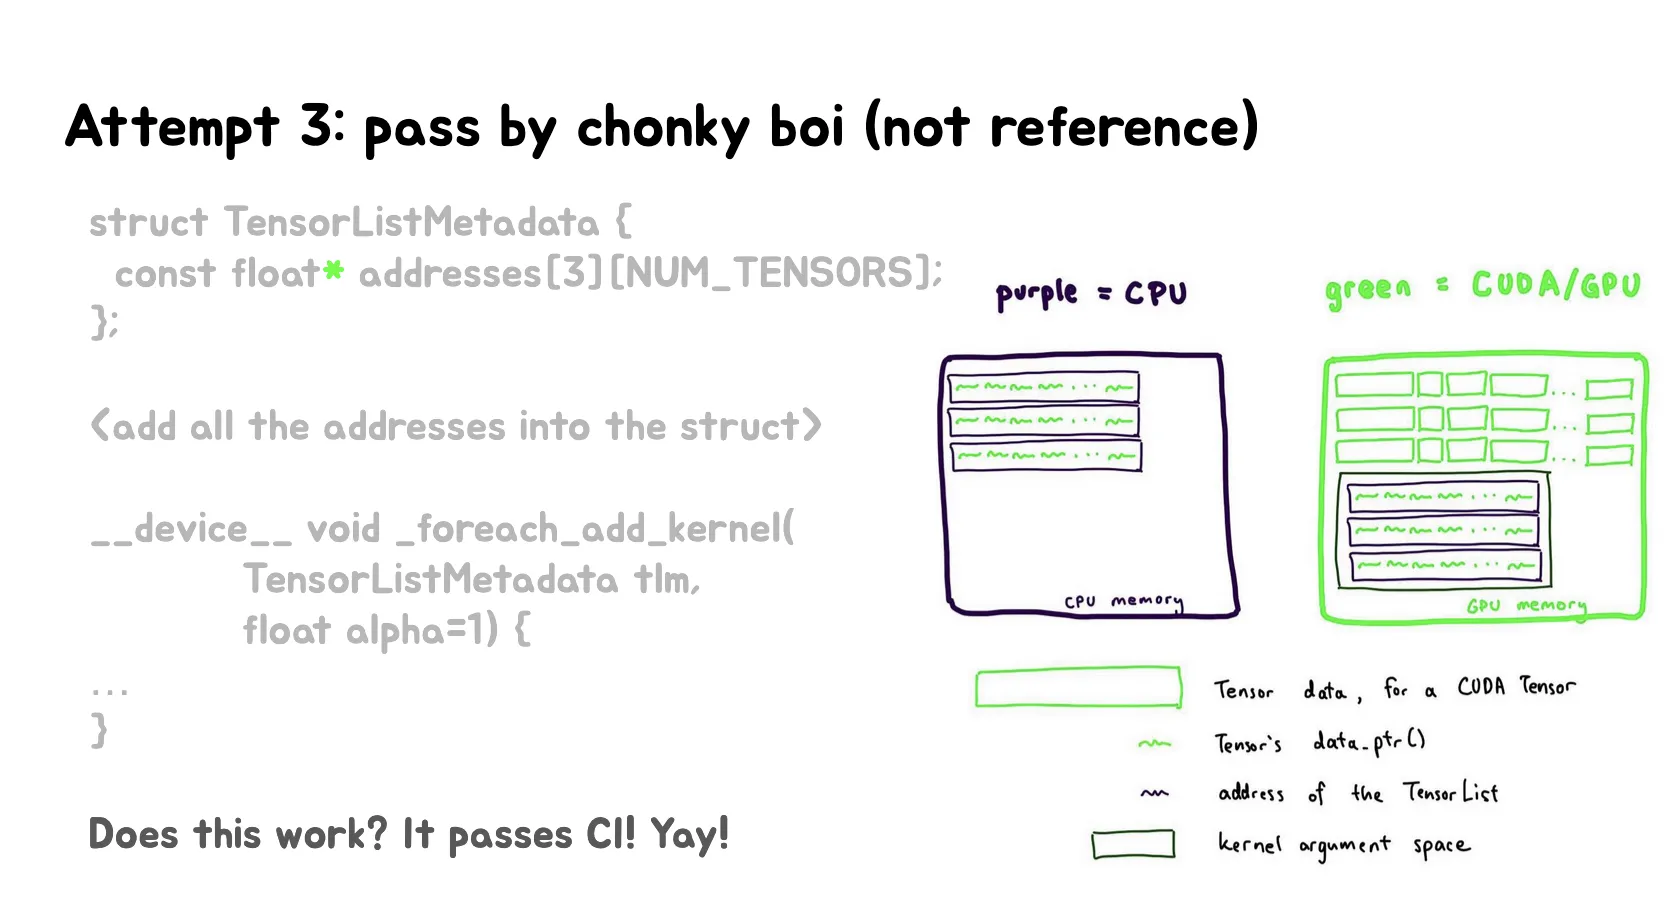 Attempt 3: pass by chonky boi (not reference)
struct TensorListMetadata {
const float* addresses[3][NUM_TENSORS];
};
<add all the addresses into the struct>
__device__ void _foreach_add_kernel(
TensorListMetadata tlm,
float alpha=1) {
...
}
Does this work? It passes CI! Yay!
purple = CPU
green = CUDA/GPU
...
...
...
CPU memory
GPU memory
Tensor data, for a CUDA Tensor
Tensor's data_ptr()
address of the TensorList
kernel argument space